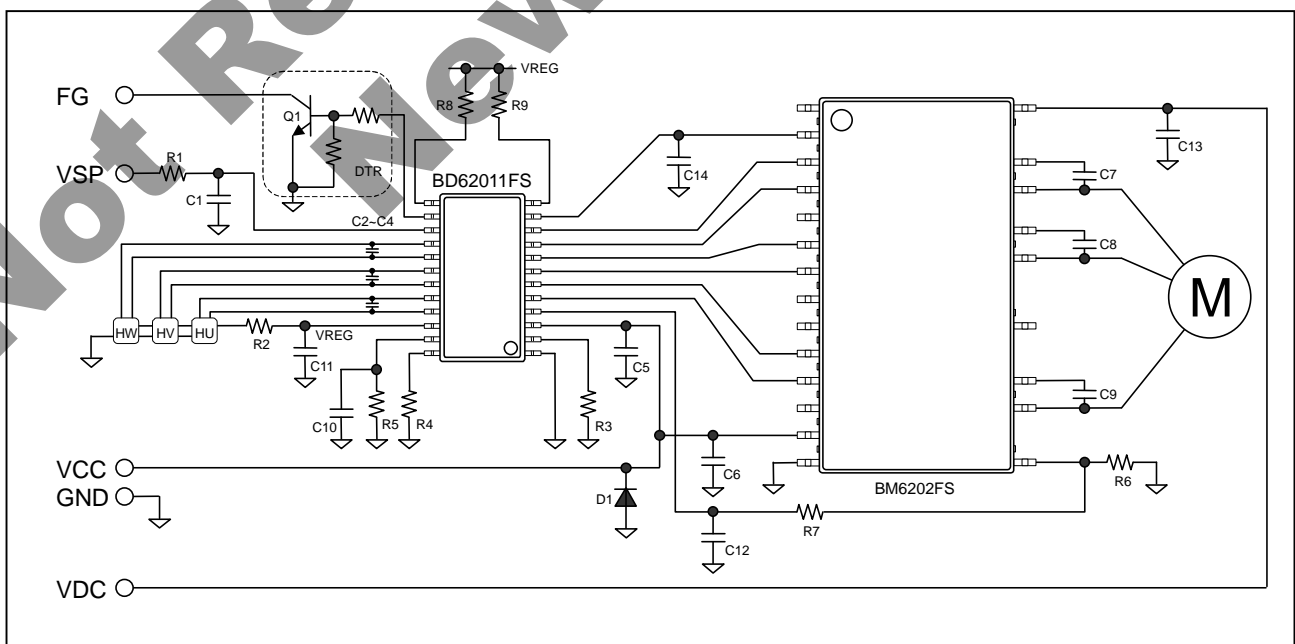 Not Re
New
FG
Q1
DTR
VREG
R8
R9
VSP
R1
C1
BD62011FS
C2~C4
C14
C13
C7
C8
M
HW
HV
HU
R2
VREG
C11
C5
C9
C10
R5
R4
R3
VCC
GND
D1
C6
BM6202FS
R6
R7
C12
VDC